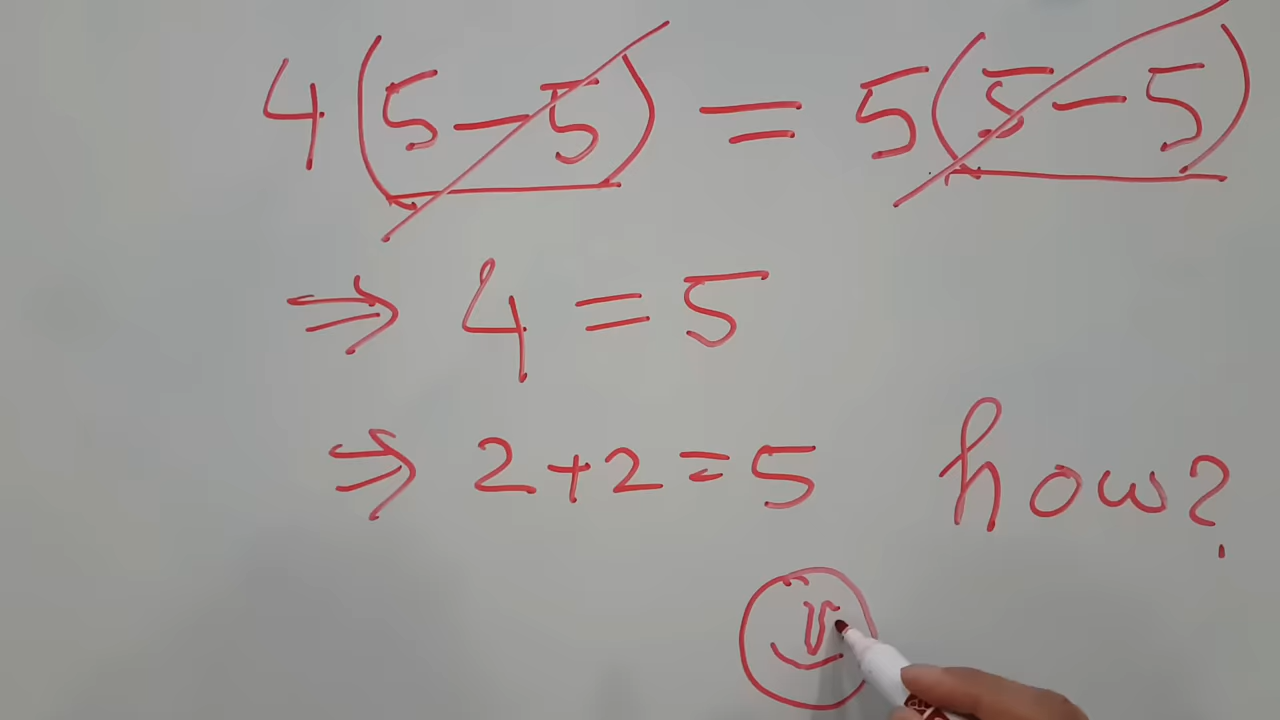 4(5-5) = 5(5-5)
⇒ 4 = 5
⇒ 2+2=5 how?